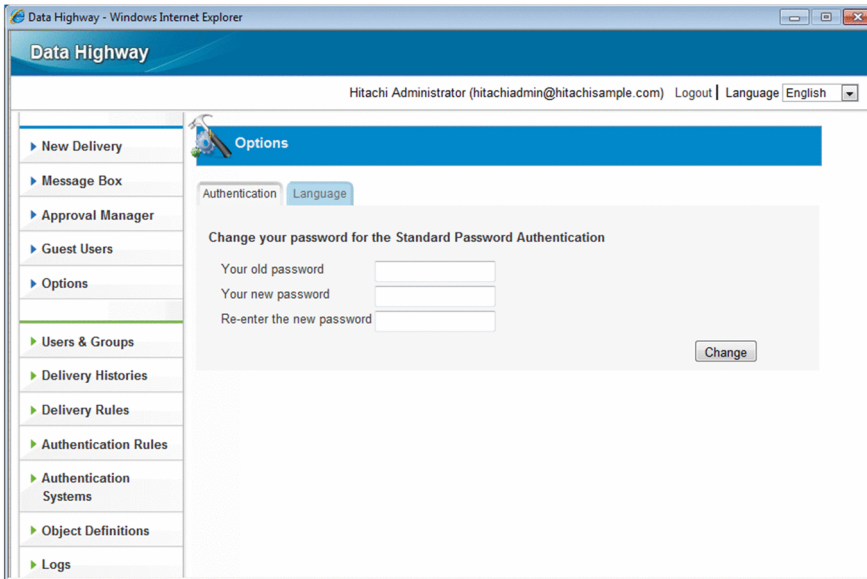 Data Highway - Windows Internet Explorer
Data Highway
Hitachi Administrator (hitachiadmin@hitachisample.com) Logout | Language English
New Delivery
Message Box
Approval Manager
Guest Users
Options
Users & Groups
Delivery Histories
Delivery Rules
Authentication Rules
Authentication
Systems
Object Definitions
Logs
Options
Authentication Language
Change your password for the Standard Password Authentication
Your old password
Your new password
Re-enter the new password
Change